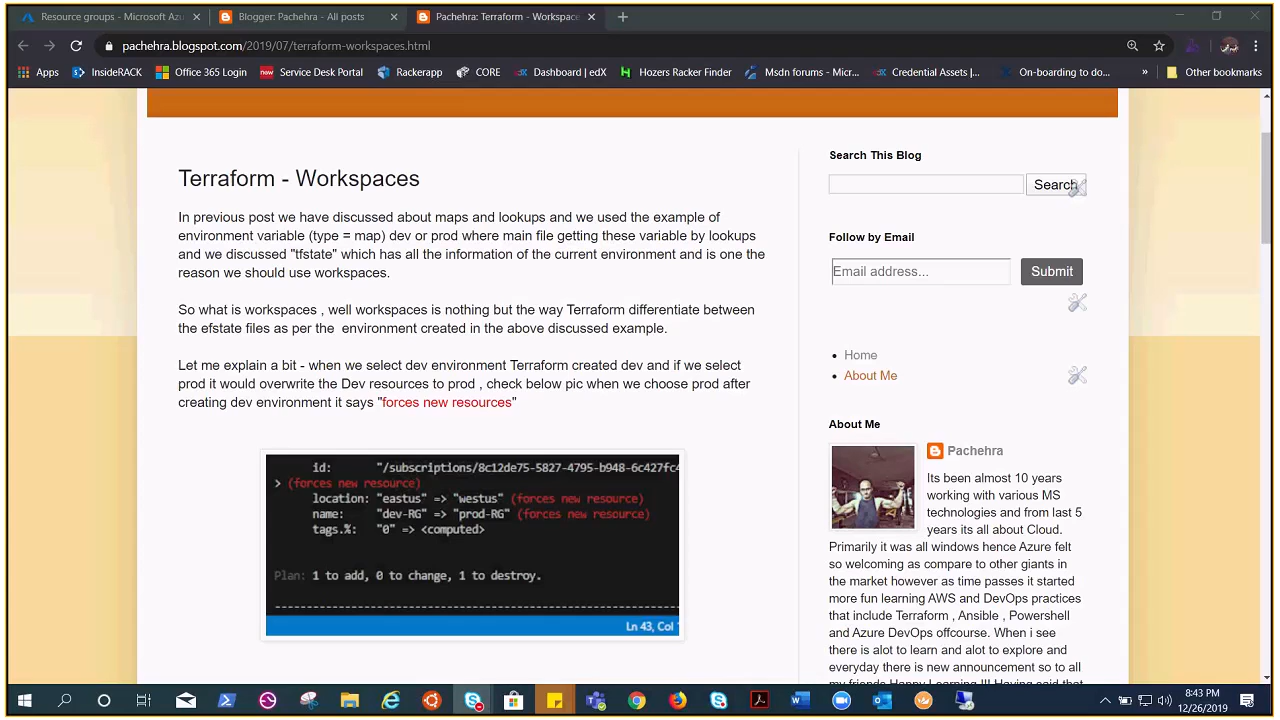 Resource groups - Microsoft Azu
Blogger: Pachehra - All posts
Pachehra: Terraform - Workspace
pachehra.blogspot.com/2019/07/terraform-workspaces.html
Apps
InsideRACK
Office 365 Login
new
Service Desk Portal
Rackerapp
CORE
Dashboard | edX
Hozers Racker Finder
Msdn forums - Micr...
Credential Assets |...
On-boarding to do...
»
Other bookmarks
Terraform - Workspaces
In previous post we have discussed about maps and lookups and we used the example of
environment variable (type = map) dev or prod where main file getting these variable by lookups
and we discussed "tfstate" which has all the information of the current environment and is one the
reason we should use workspaces.
So what is workspaces , well workspaces is nothing but the way Terraform differentiate between
the efstate files as per the  environment created in the above discussed example.
Let me explain a bit - when we select dev environment Terraform created dev and if we select
prod it would overwrite the Dev resources to prod , check below pic when we choose prod after
creating dev environment it says "forces new resources"
id: "/subscriptions/8c12de75-5827-4795-b948-6c427fc4
> (forces new resource)
location: "eastus" => "westus" (forces new resource)
name: "dev-RG" => "prod-RG" (forces new resource)
tags.%: "0" => <computed>
Plan: 1 to add, 0 to change, 1 to destroy.
Ln 43, Col
Search This Blog
Search
Follow by Email
Email address...
Submit
Home
About Me
About Me
Pachehra
Its been almost 10 years
working with various MS
technologies and from last 5
years its all about Cloud.
Primarily it was all windows hence Azure felt
so welcoming as compare to other giants in
the market however as time passes it started
more fun learning AWS and DevOps practices
that include Terraform , Ansible , Powershell
and Azure DevOps offcourse. When i see
there is alot to learn and alot to explore and
everyday there is new announcement so to all
my friends Happy Learning !!! Having said that
8:43 PM
12/26/2019